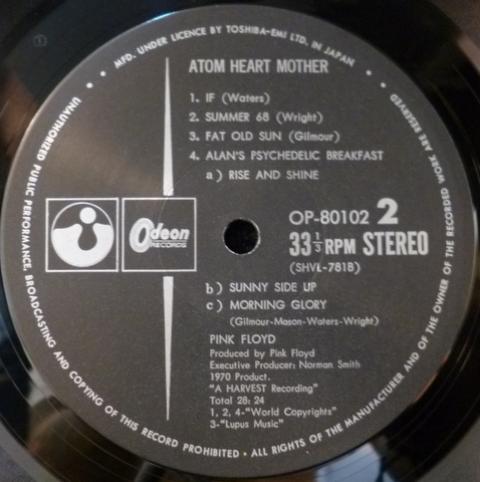 MFD. UNDER LICENCE BY TOSHIBA-EMI LTD. IN JAPAN
ATOM HEART MOTHER
1. IF (Waters)
2. SUMMER 68 (Wright)
3. FAT OLD SUN (Gilmour)
4. ALAN'S PSYCHEDELIC BREAKFAST
a) RISE AND SHINE
Odeon
RECORDS
OP-80102 2
33 1/3 RPM STEREO
(SHVL-781B)
b) SUNNY SIDE UP
c) MORNING GLORY
(Gilmour-Mason-Waters-Wright)
PINK FLOYD
Produced by Pink Floyd
Executive Producer: Norman Smith
1970 Product.
"A HARVEST Recording"
Total 28: 24
1, 2, 4-"World Copyrights"
3-"Lupus Music"
UNAUTHORIZED PUBLIC PERFORMANCE, BROADCASTING AND COPYING OF THIS RECORD PROHIBITED • ALL RIGHTS OF THE MANUFACTURER AND OF THE OWNER OF THE RECORDED WORK ARE RESERVED